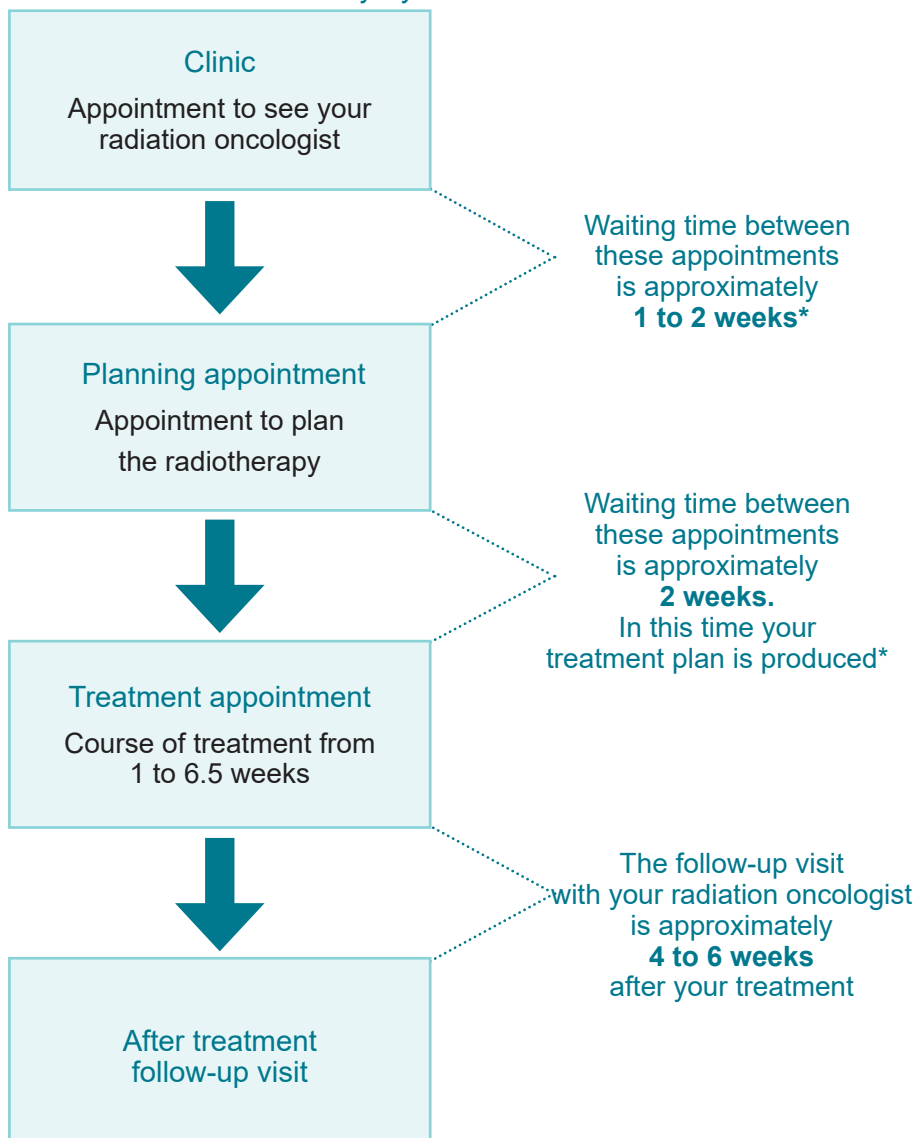 Clinic
Appointment to see your
radiation oncologist
Waiting time between
these appointments
is approximately
1 to 2 weeks*
Planning appointment
Appointment to plan
the radiotherapy
Waiting time between
these appointments
is approximately
2 weeks.
In this time your
treatment plan is produced*
Treatment appointment
Course of treatment from
1 to 6.5 weeks
The follow-up visit
with your radiation oncologist
is approximately
4 to 6 weeks
after your treatment
After treatment
follow-up visit